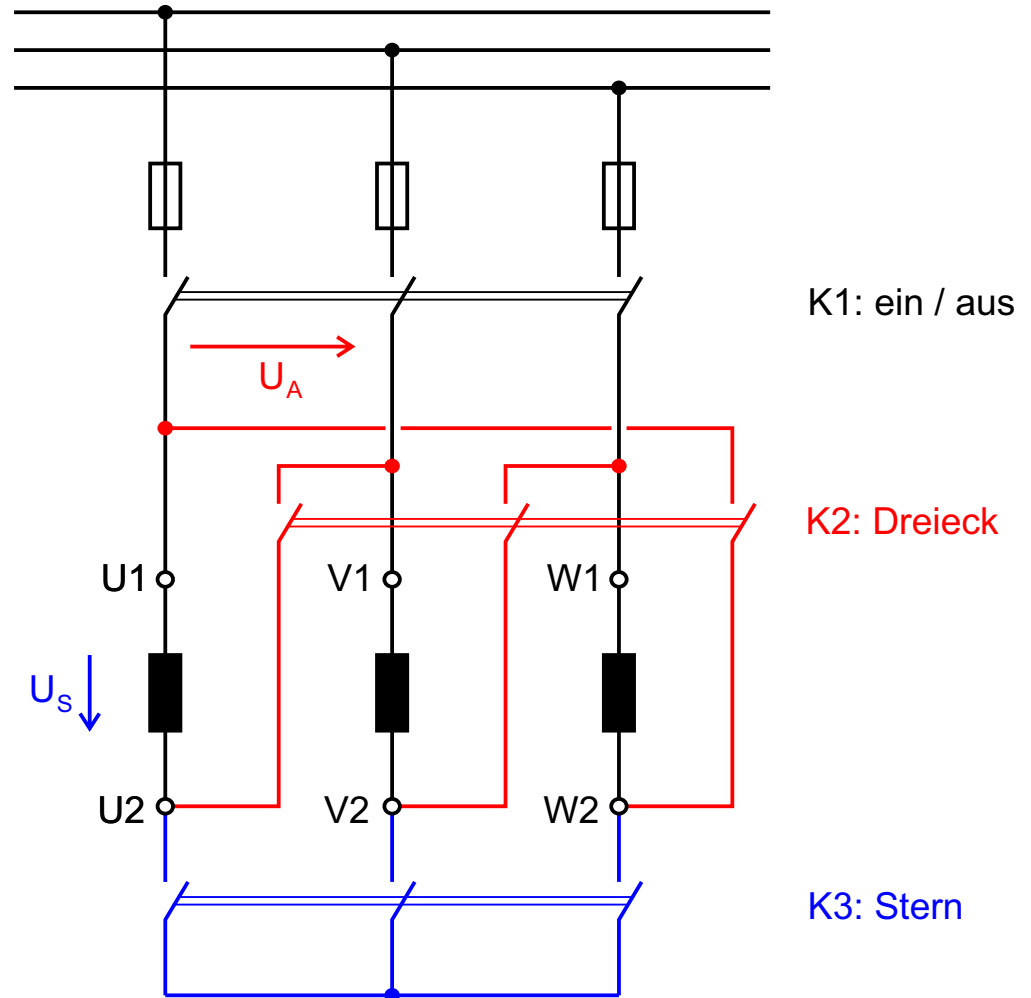 K1: ein / aus
U_A
K2: Dreieck
U1
V1
W1
U_S
U2
V2
W2
K3: Stern